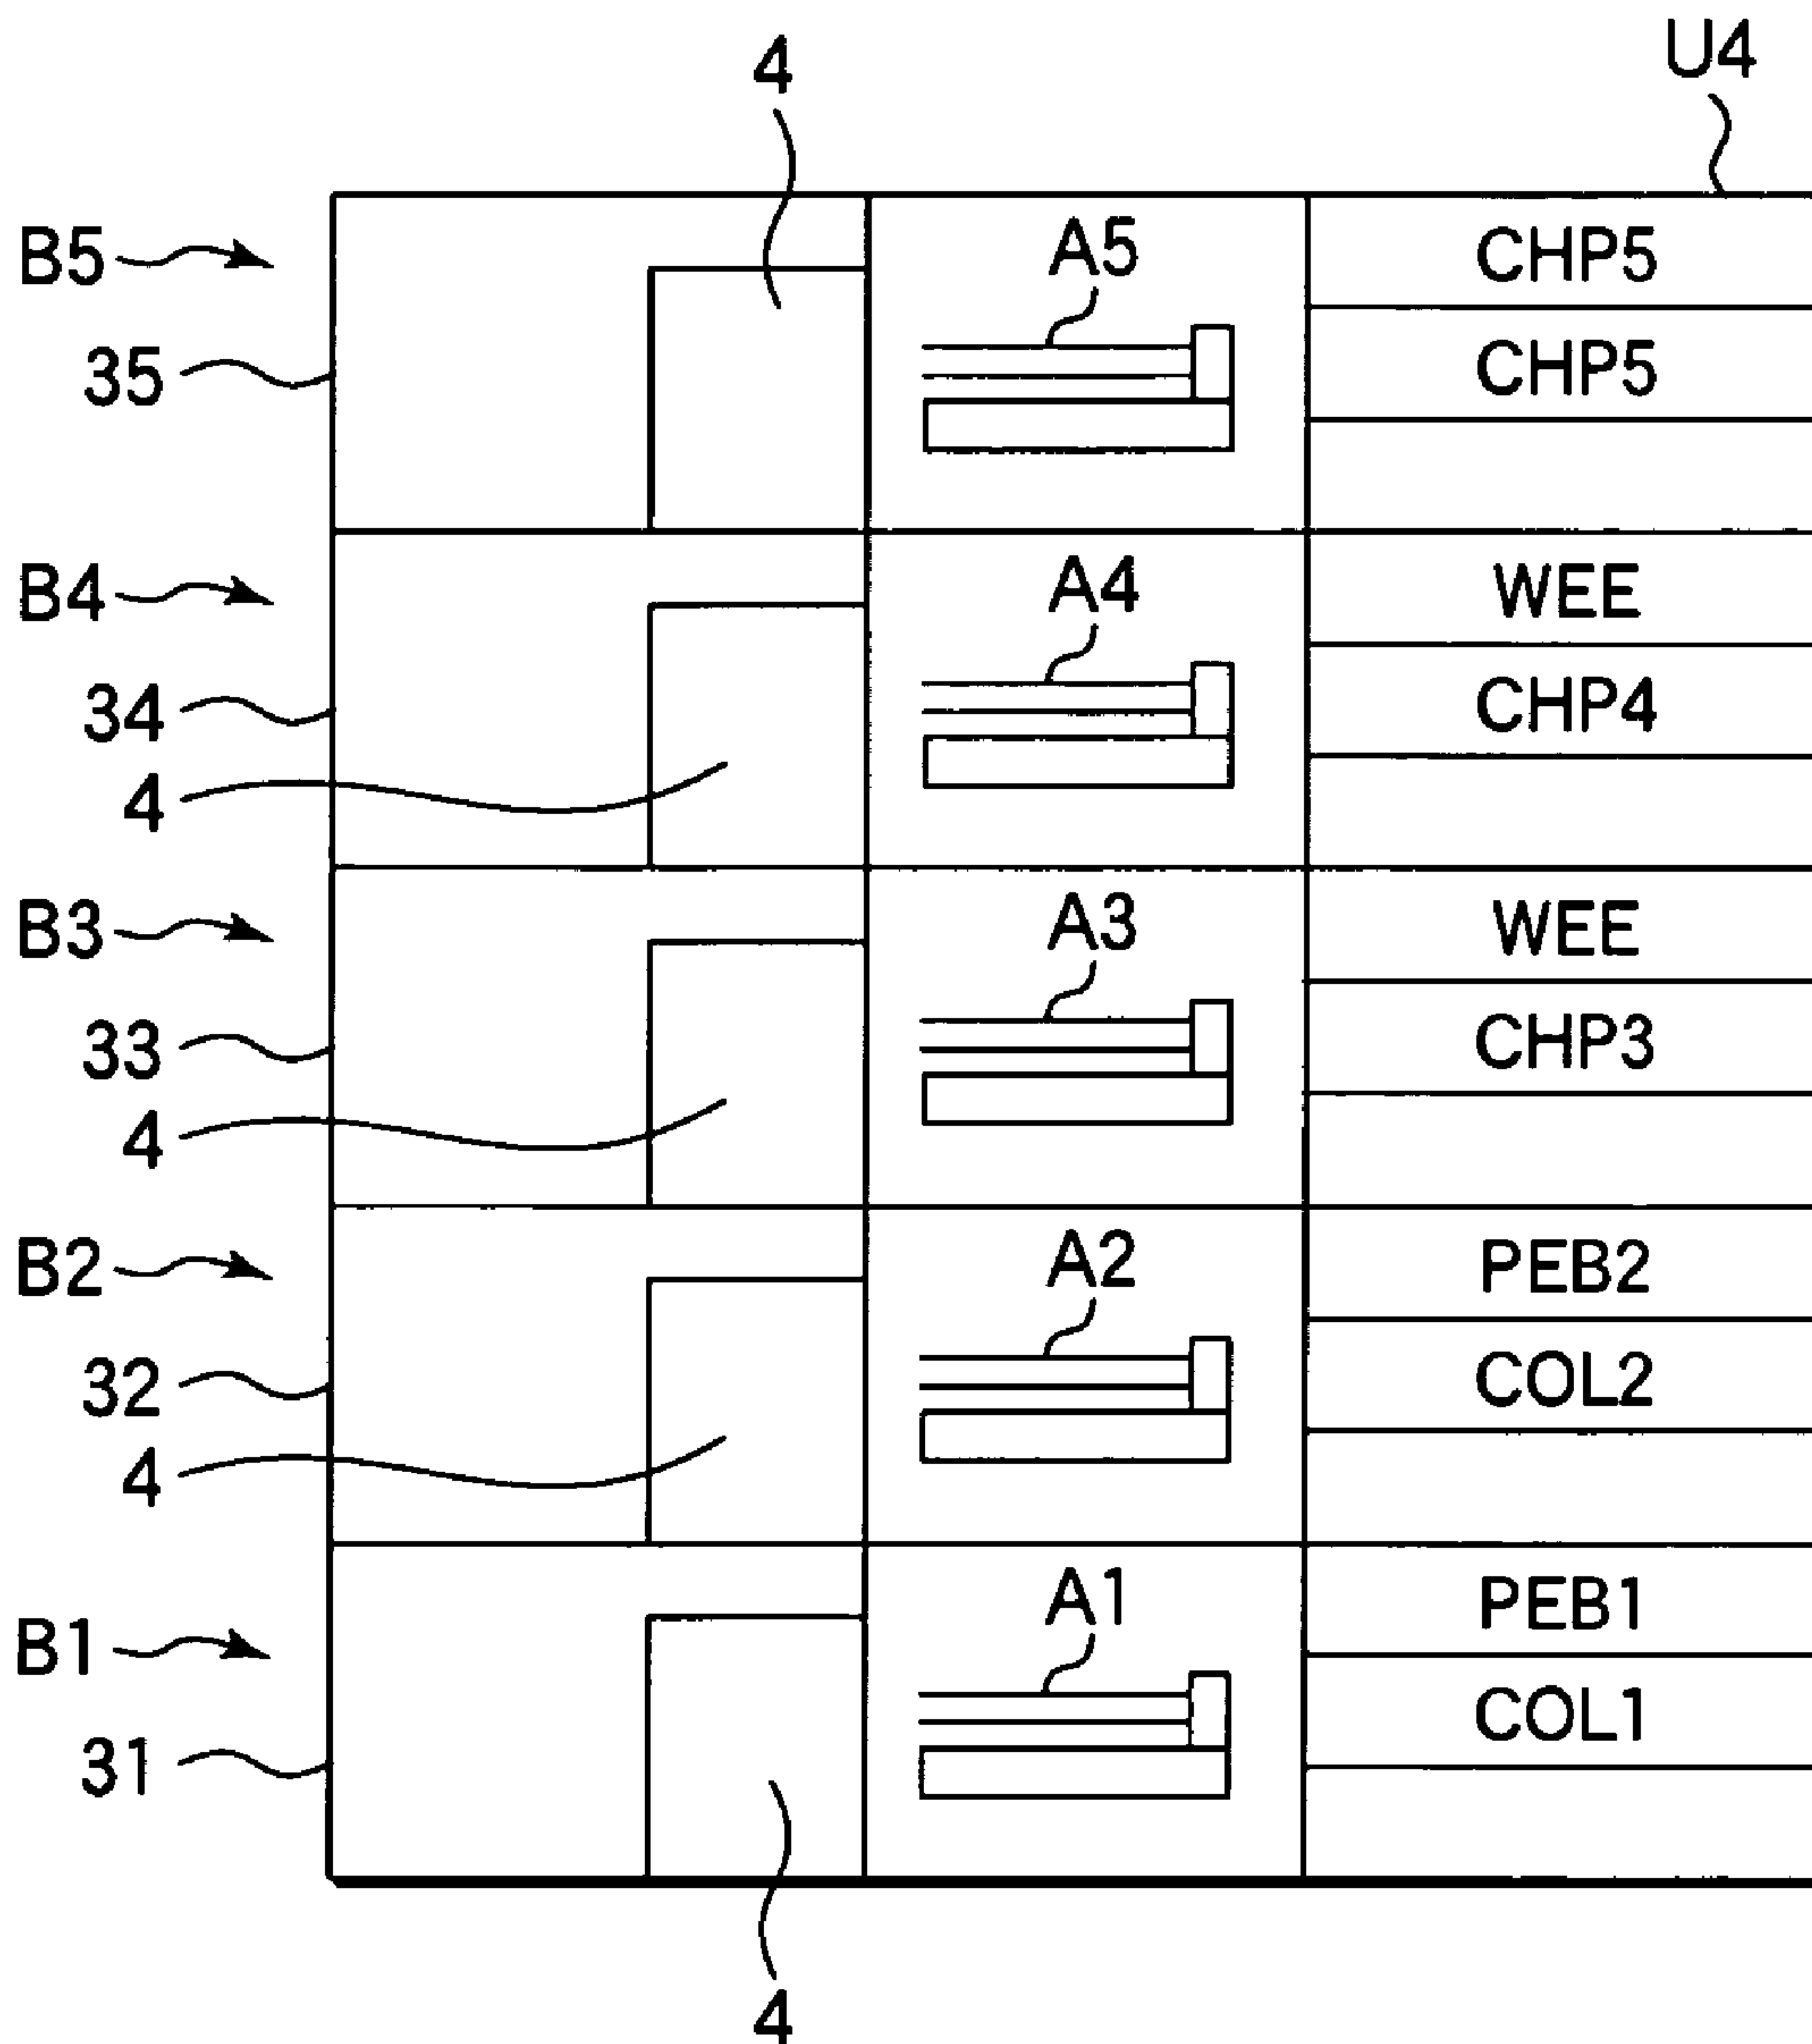 4 U4
B5 A5 CHP5
35 CHP5
B4 A4 WEE
34 CHP4
4
B3 A3 WEE
33 CHP3
4
B2 A2 PEB2
32 COL2
4
B1 A1 PEB1
31 COL1
4